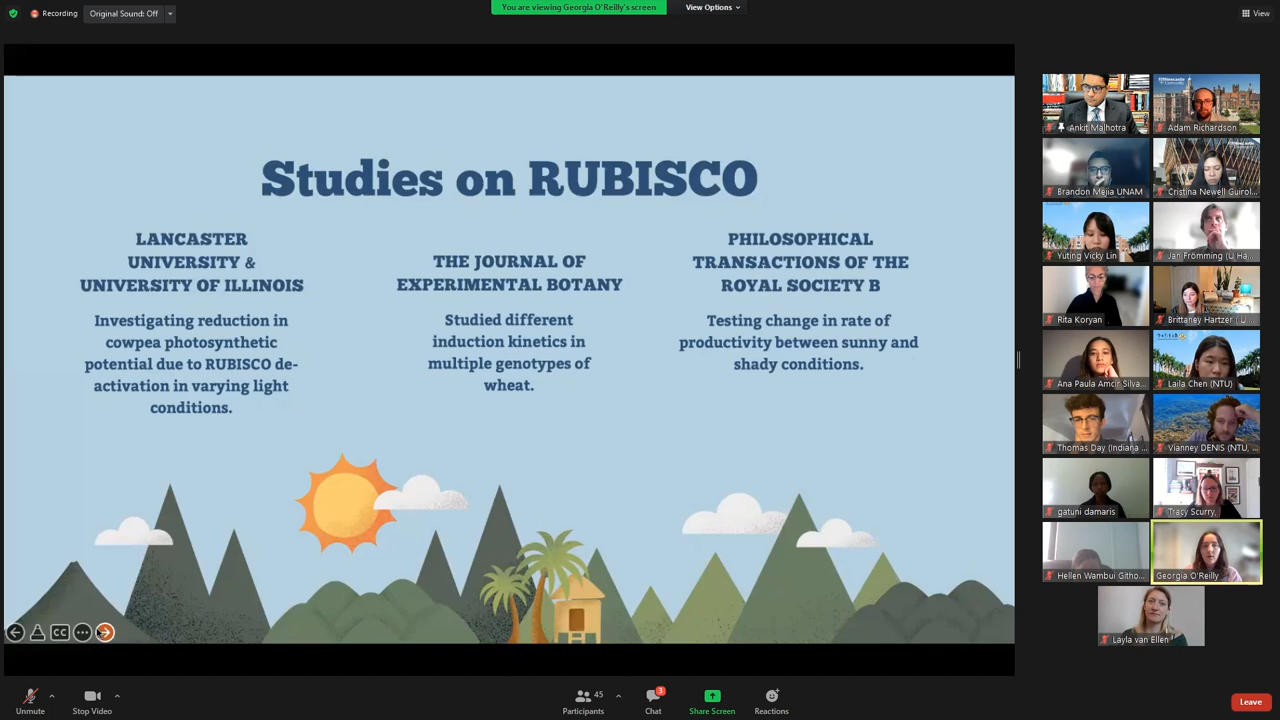 Recording
Original Sound: Off
You are viewing Georgia O'Reilly's screen
View Options
View
Studies on RUBISCO
LANCASTER
UNIVERSITY &
UNIVERSITY OF ILLINOIS
Investigating reduction in
cowpea photosynthetic
potential due to RUBISCO de-
activation in varying light
conditions.
THE JOURNAL OF
EXPERIMENTAL BOTANY
Studied different
induction kinetics in
multiple genotypes of
wheat.
PHILOSOPHICAL
TRANSACTIONS OF THE
ROYAL SOCIETY B
Testing change in rate of
productivity between sunny and
shady conditions.
CC
Ankit Malhotra
Adam Richardson
Brandon Mejia UNAM
Cristina Newell Guirol...
Yuting Vicky Lin
Jan Frömming (U Ha...
Rita Koryan
Brittaney Hartzer (U ...
Ana Paula Amcir Silva...
Laila Chen (NTU)
Thomas Day (Indiana ...
Vianney DENIS (NTU, ...
gatuni damaris
Tracy Scurry,
Hellen Wambui Githo...
Georgia O'Reilly
Layla van Ellen
Unmute
Stop Video
45
Participants
3
Chat
Share Screen
Reactions
Leave